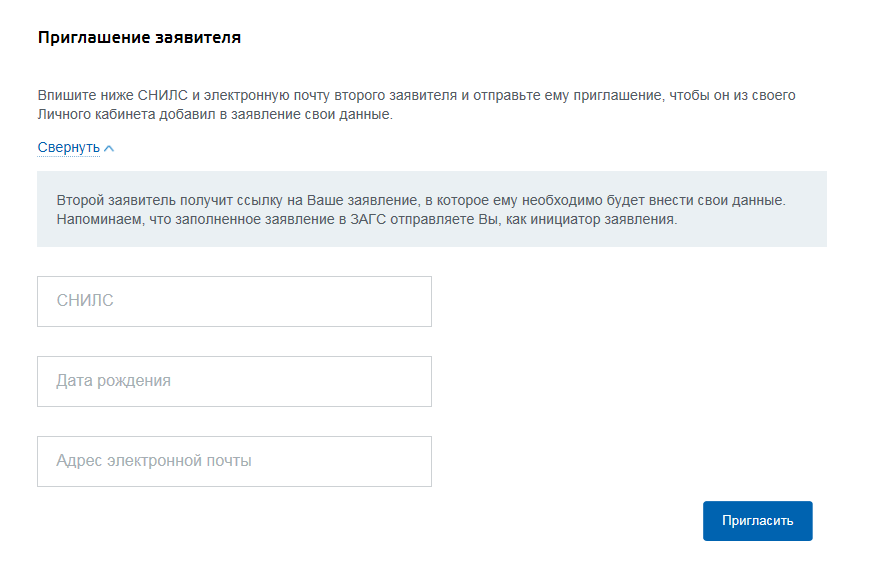 Приглашение заявителя
Впишите ниже СНИЛС и электронную почту второго заявителя и отправьте ему приглашение, чтобы он из своего
Личного кабинета добавил в заявление свои данные.
Свернуть
Второй заявитель получит ссылку на Ваше заявление, в которое ему необходимо будет внести свои данные.
Напоминаем, что заполненное заявление в ЗАГС отправляете Вы, как инициатор заявления.
СНИЛС
Дата рождения
Адрес электронной почты
Пригласить